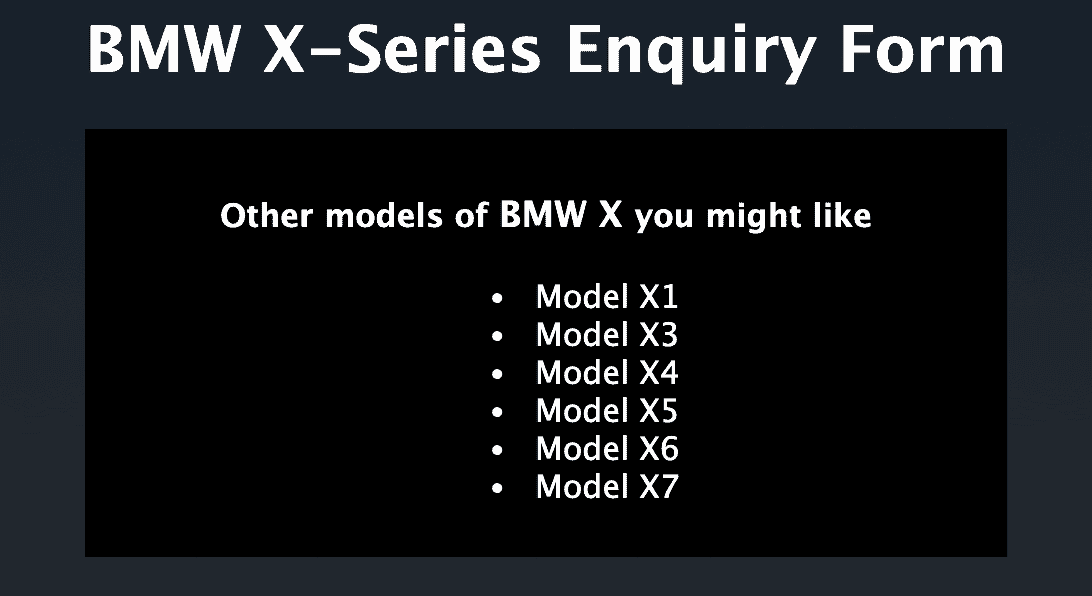 BMW X-Series Enquiry Form
Other models of BMW X you might like
• Model X1
• Model X3
• Model X4
• Model X5
• Model X6
• Model X7